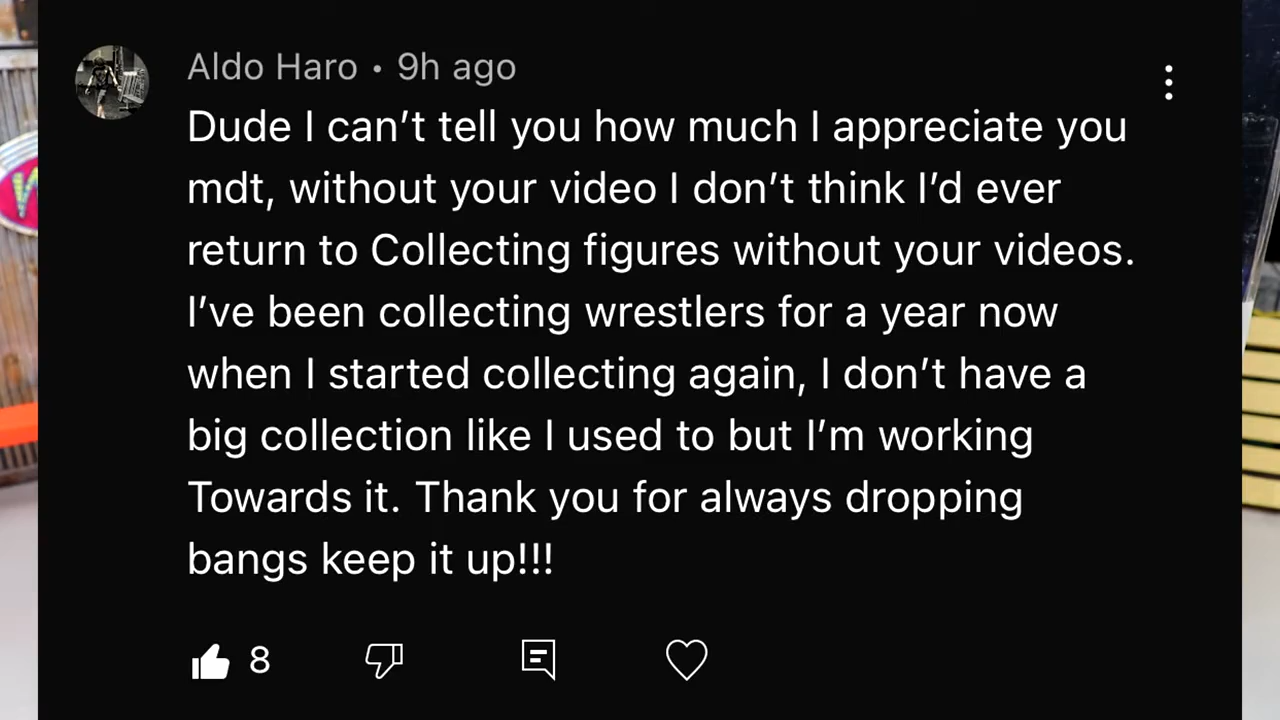 Aldo Haro • 9h ago
Dude I can’t tell you how much I appreciate you
mdt, without your video I don’t think I’d ever
return to Collecting figures without your videos.
I’ve been collecting wrestlers for a year now
when I started collecting again, I don’t have a
big collection like I used to but I’m working
Towards it. Thank you for always dropping
bangs keep it up!!!
8